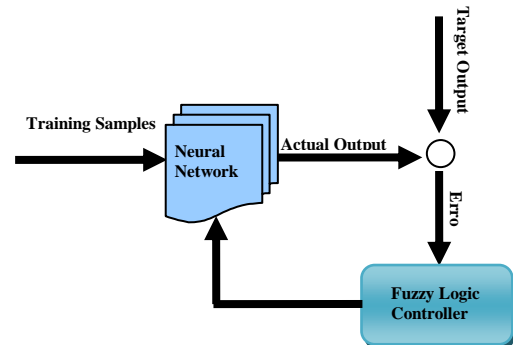 Target Output
Training Samples
Neural
Network
Actual Output
Erro
Fuzzy Logic
Controller